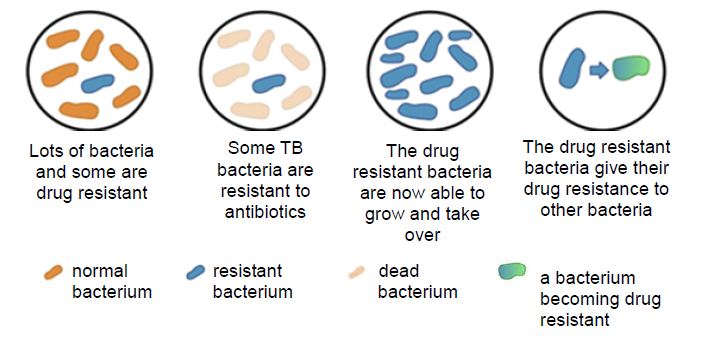 Lots of bacteria
and some are
drug resistant
Some TB
bacteria are
resistant to
antibiotics
The drug
resistant bacteria
are now able to
grow and take
over
The drug resistant
bacteria give their
drug resistance to
other bacteria
normal
bacterium
resistant
bacterium
dead
bacterium
a bacterium
becoming drug
resistant